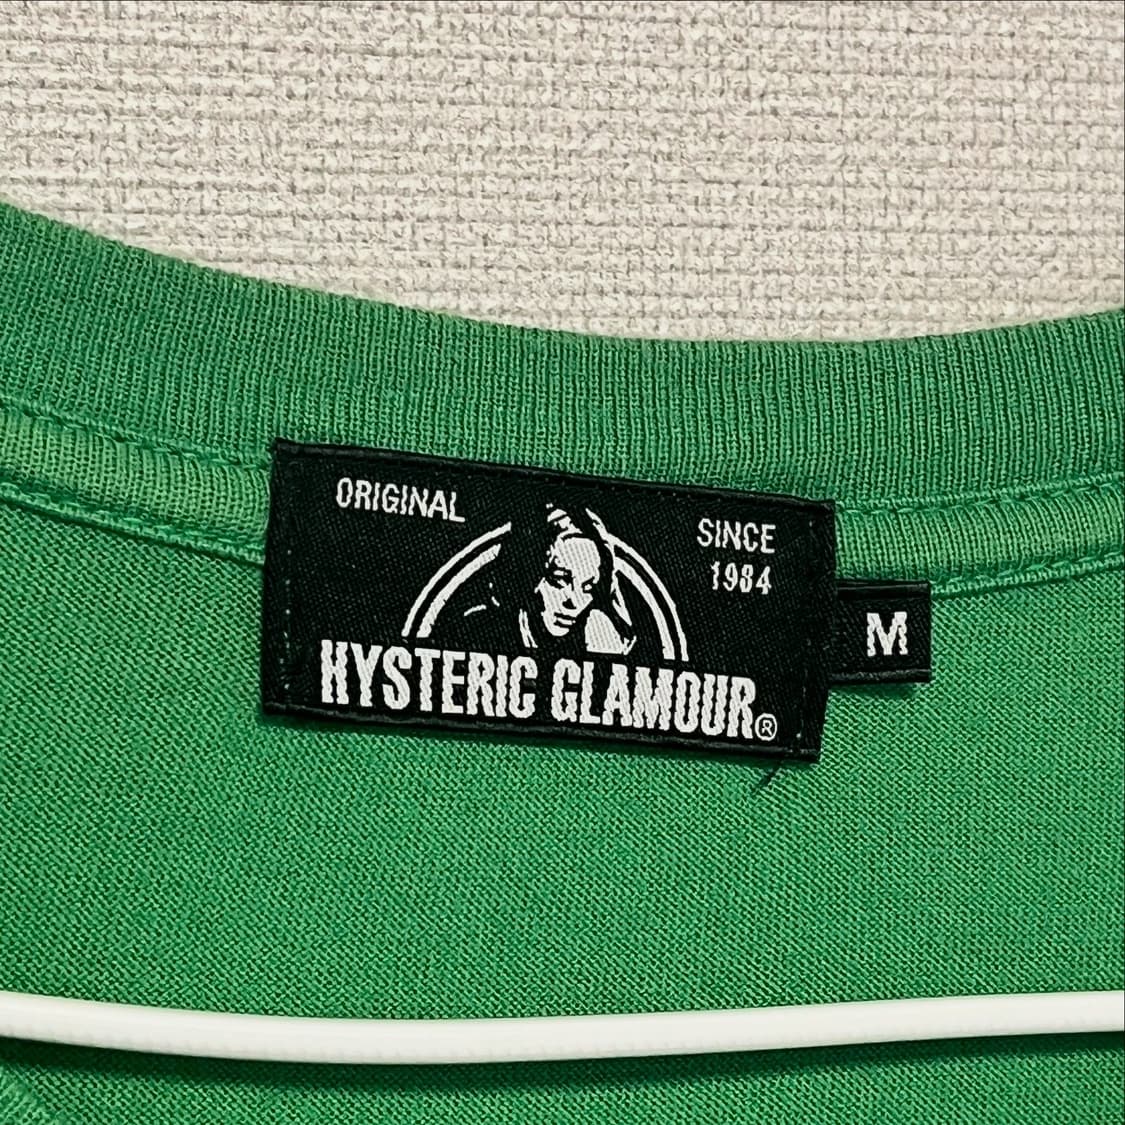 ORIGINAL
SINCE
1984
HYSTERIC GLAMOUR®
M